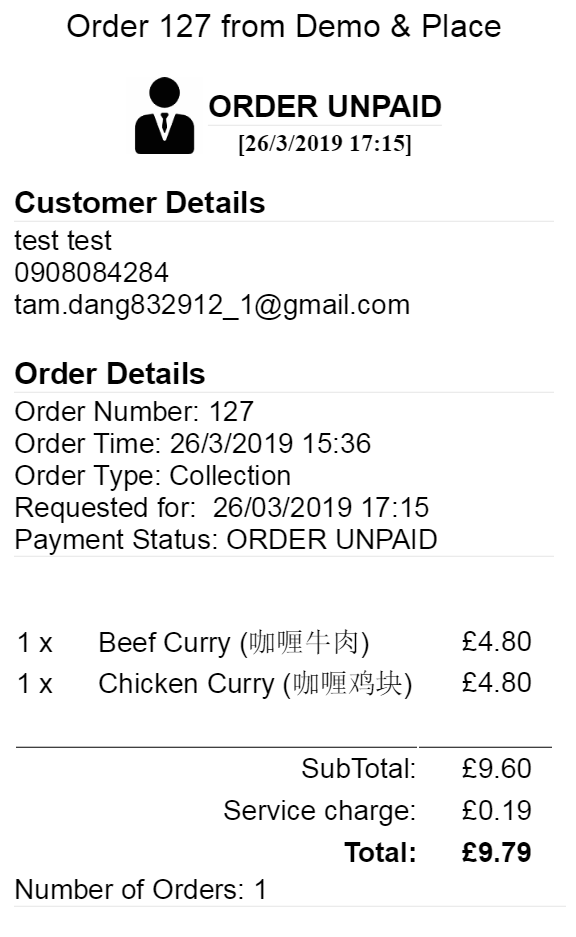 Order 127 from Demo & Place
ORDER UNPAID
[26/3/2019 17:15]
Customer Details
test test
0908084284
tam.dang832912_1@gmail.com
Order Details
Order Number: 127
Order Time: 26/3/2019 15:36
Order Type: Collection
Requested for:  26/03/2019 17:15
Payment Status: ORDER UNPAID
1 x Beef Curry (咖喱牛肉) £4.80
1 x Chicken Curry (咖喱鸡块) £4.80
SubTotal: £9.60
Service charge: £0.19
Total: £9.79
Number of Orders: 1